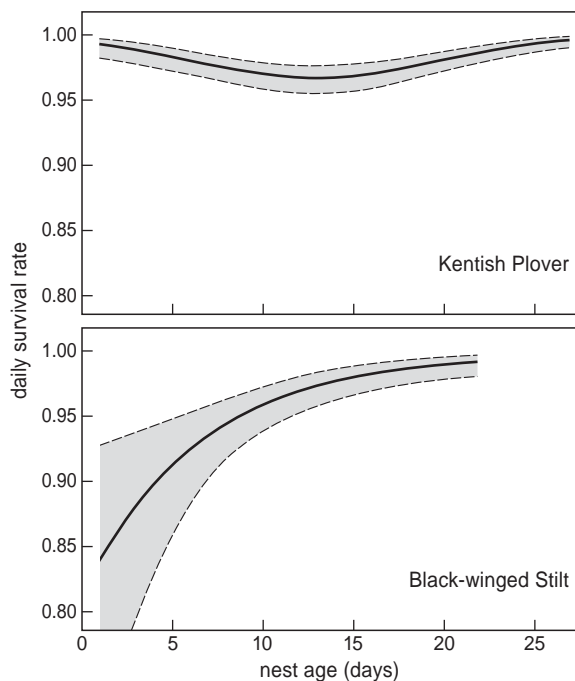 1.00
0.95
0.90
0.85
0.80
Kentish Plover
daily survival rate
1.00
0.95
0.90
0.85
0.80
Black-winged Stilt
0 5 10 15 20 25
nest age (days)